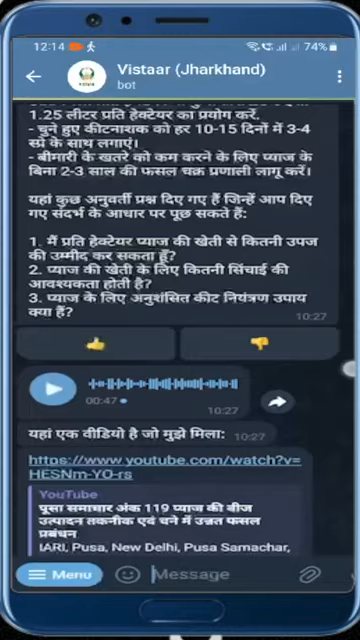 12:14
74%
Vistaar (Jharkhand)
bot
1.25 लीटर प्रति हेक्टेयर का प्रयोग करें.
- चुने हुए कीटनाशक को हर 10-15 दिनों में 3-4
स्प्रे के साथ लगाएं।
- बीमारी के खतरे को कम करने के लिए प्याज के
बिना 2-3 साल की फसल चक्र प्रणाली लागू करें।
यहां कुछ अनुवर्ती प्रश्न दिए गए हैं जिन्हें आप दिए
गए संदर्भ के आधार पर पूछ सकते हैं:
1. मैं प्रति हेक्टेयर प्याज की खेती से कितनी उपज
की उम्मीद कर सकता हूँ?
2. प्याज की खेती के लिए कितनी सिंचाई की
आवश्यकता होती है?
3. प्याज के लिए अनुशंसित कीट नियंत्रण उपाय
क्या हैं?
10:27
00:47
10:27
यहां एक वीडियो है जो मुझे मिला: 10:27
https://www.youtube.com/watch?v=
HESNm-YO-rs
YouTube
पूसा समाचार अंक 119 प्याज की बीज
उत्पादन तकनीक एवं चने में उन्नत फसल
प्रबंधन
IARI, Pusa, New Delhi, Pusa Samachar,
Menu
Message